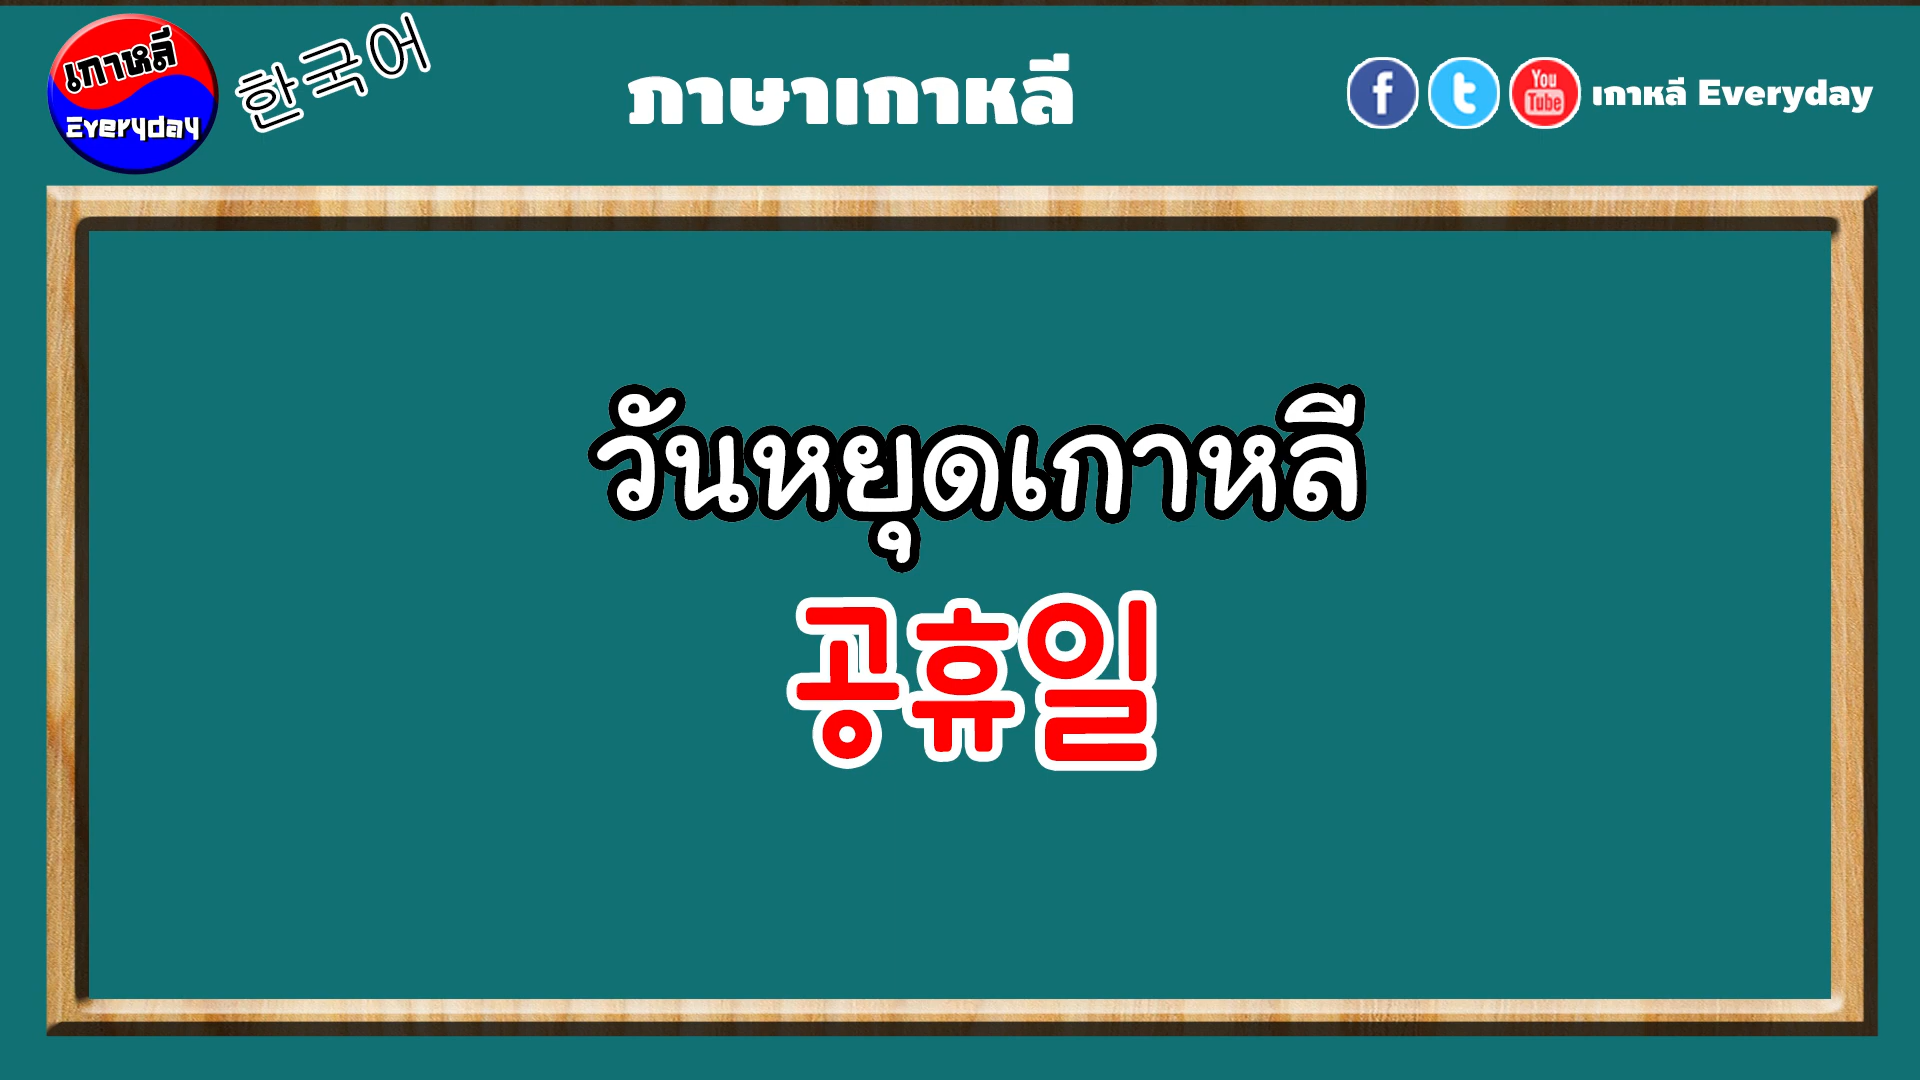 เกาหลี
Everyday
한국어
ภาษาเกาหลี
f
t
You
Tube
เกาหลี Everyday
วันหยุดเกาหลี
공휴일